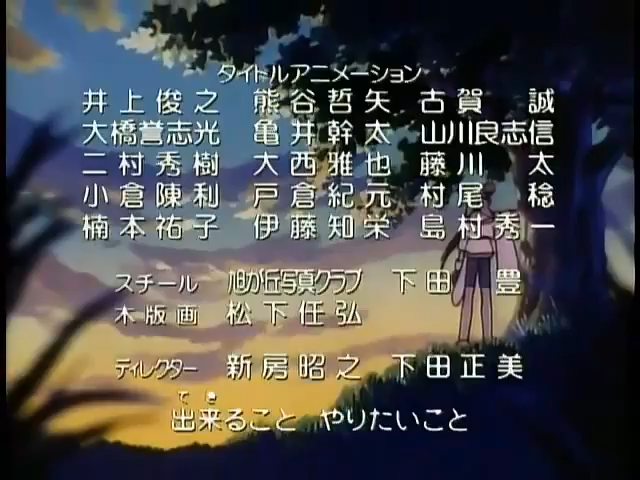 タイトルアニメーション
井上俊之 熊谷哲矢 古賀 誠
大橋誉志光 亀井幹太 山川良志信
二村秀樹 大西雅也 藤川 太
小倉陳利 戸倉紀元 村尾 稔
楠本祐子 伊藤知栄 島村秀一
スチール 旭が丘写真クラブ 下田 豊
木版画 松下任弘
ディレクター 新房昭之 下田正美
でき
出来ること やりたいこと